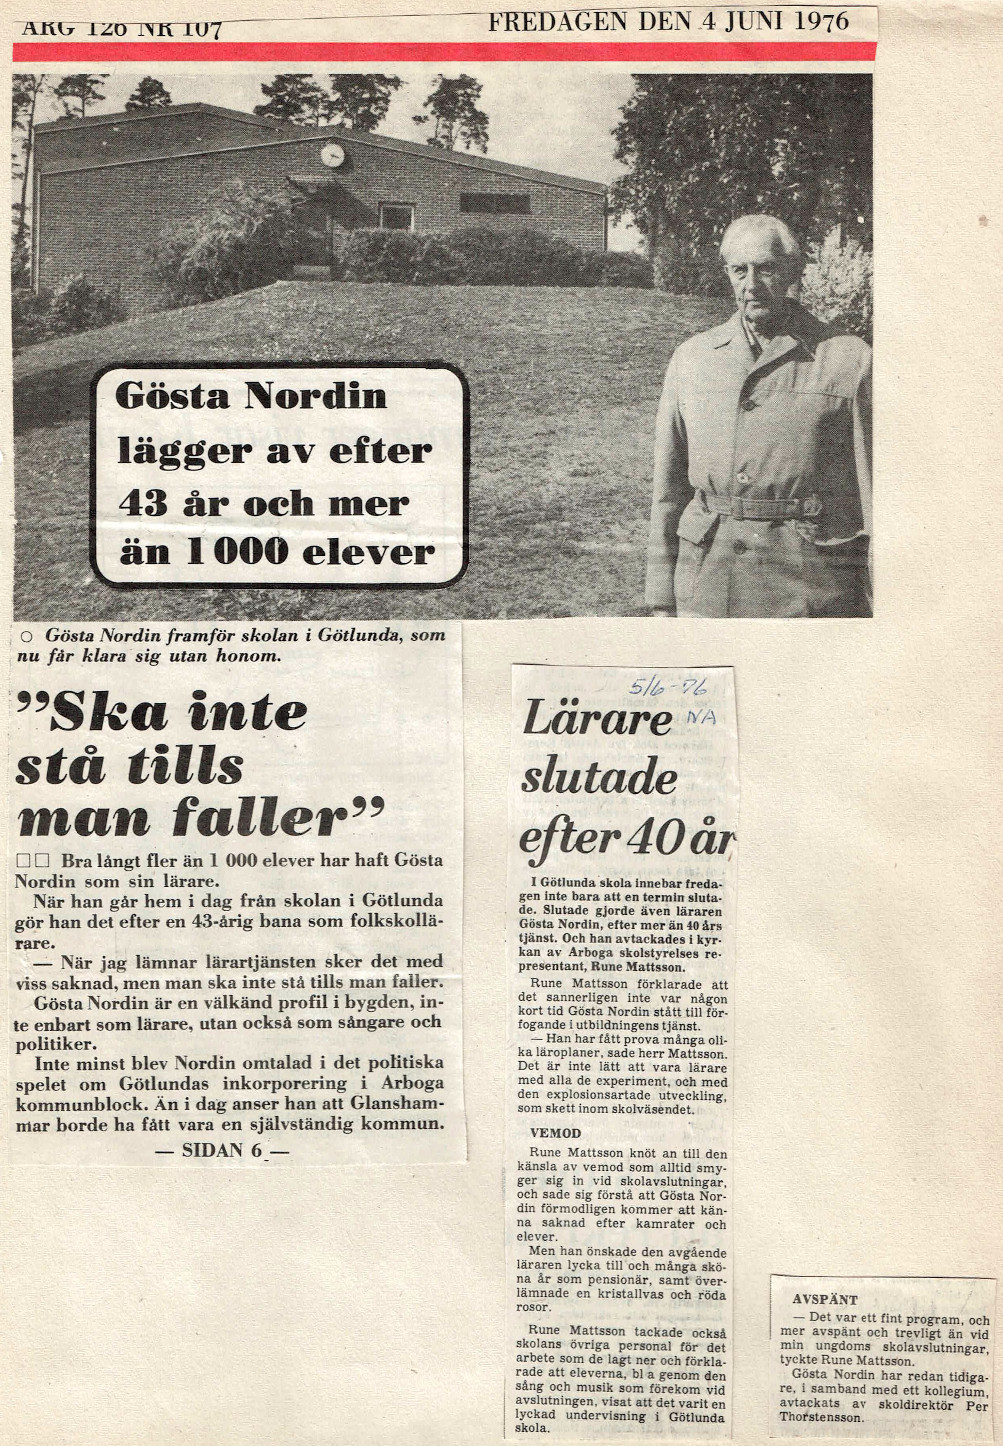 ÅRG 126 NR 107
FREDAGEN DEN 4 JUNI 1976
Gösta Nordin
lägger av efter
43 år och mer
än 1 000 elever
○ Gösta Nordin framför skolan i Götlunda, som
nu får klara sig utan honom.
”Ska inte
stå tills
man faller”
□□ Bra långt fler än 1 000 elever har haft Gösta
Nordin som sin lärare.
När han går hem i dag från skolan i Götlunda
gör han det efter en 43-årig bana som folkskollä-
rare.
— När jag lämnar lärartjänsten sker det med
viss saknad, men man ska inte stå tills man faller.
Gösta Nordin är en välkänd profil i bygden, in-
te enbart som lärare, utan också som sångare och
politiker.
Inte minst blev Nordin omtalad i det politiska
spelet om Götlundas inkorporering i Arboga
kommunblock. Än i dag anser han att Glansham-
mar borde ha fått vara en självständig kommun.
— SIDAN 6 —
5/6-76
NA
Lärare
slutade
efter 40 år
I Götlunda skola innebar freda-
gen inte bara att en termin sluta-
de. Slutade gjorde även läraren
Gösta Nordin, efter mer än 40 års
tjänst. Och han avtackades i kyr-
kan av Arboga skolstyrelses re-
presentant, Rune Mattsson.
Rune Mattsson förklarade att
det sannerligen inte var någon
kort tid Gösta Nordin stått till för-
fogande i utbildningens tjänst.
— Han har fått prova många oli-
ka läroplaner, sade herr Mattsson.
Det är inte lätt att vara lärare
med alla de experiment, och med
den explosionsartade utveckling,
som skett inom skolväsendet.
VEMOD
Rune Mattsson knöt an till den
känsla av vemod som alltid smy-
ger sig in vid skolavslutningar,
och sade sig förstå att Gösta Nor-
din förmodligen kommer att kän-
na saknad efter kamrater och
elever.
Men han önskade den avgående
läraren lycka till och många skö-
na år som pensionär, samt över-
lämnade en kristallvas och röda
rosor.
Rune Mattsson tackade också
skolans övriga personal för det
arbete som de lagt ner och förkla-
rade att eleverna, bl a genom den
sång och musik som förekom vid
avslutningen, visat att det varit en
lyckad undervisning i Götlunda
skola.
AVSPÄNT
— Det var ett fint program, och
mer avspänt och trevligt än vid
min ungdoms skolavslutningar,
tyckte Rune Mattsson.
Gösta Nordin har redan tidiga-
re, i samband med ett kollegium,
avtackats av skoldirektör Per
Thorstensson.